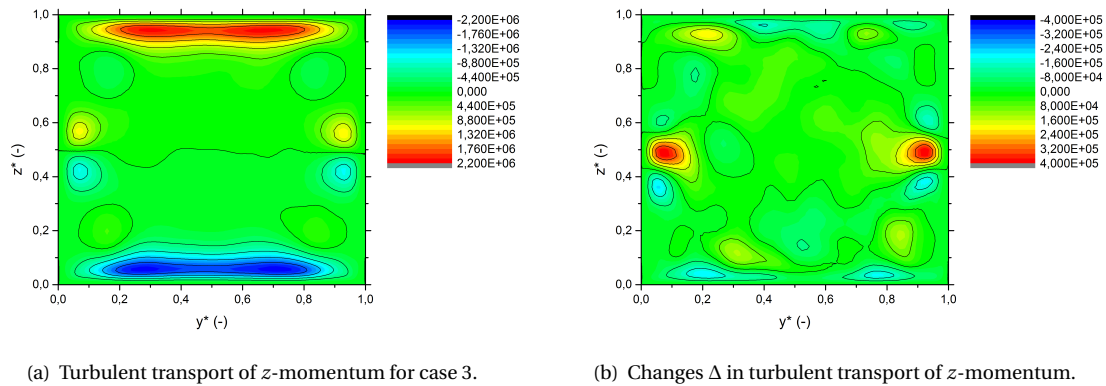 1,0
0,8
0,6
0,4
0,2
0,0
z* (-)
0,0 0,2 0,4 0,6 0,8 1,0
y* (-)
-2,200E+06
-1,760E+06
-1,320E+06
-8,800E+05
-4,400E+05
0,000
4,400E+05
8,800E+05
1,320E+06
1,760E+06
2,200E+06
1,0
0,8
0,6
0,4
0,2
0,0
z* (-)
0,0 0,2 0,4 0,6 0,8 1,0
y* (-)
-4,000E+05
-3,200E+05
-2,400E+05
-1,600E+05
-8,000E+04
0,000
8,000E+04
1,600E+05
2,400E+05
3,200E+05
4,000E+05
(a) Turbulent transport of z-momentum for case 3.
(b) Changes Δ in turbulent transport of z-momentum.